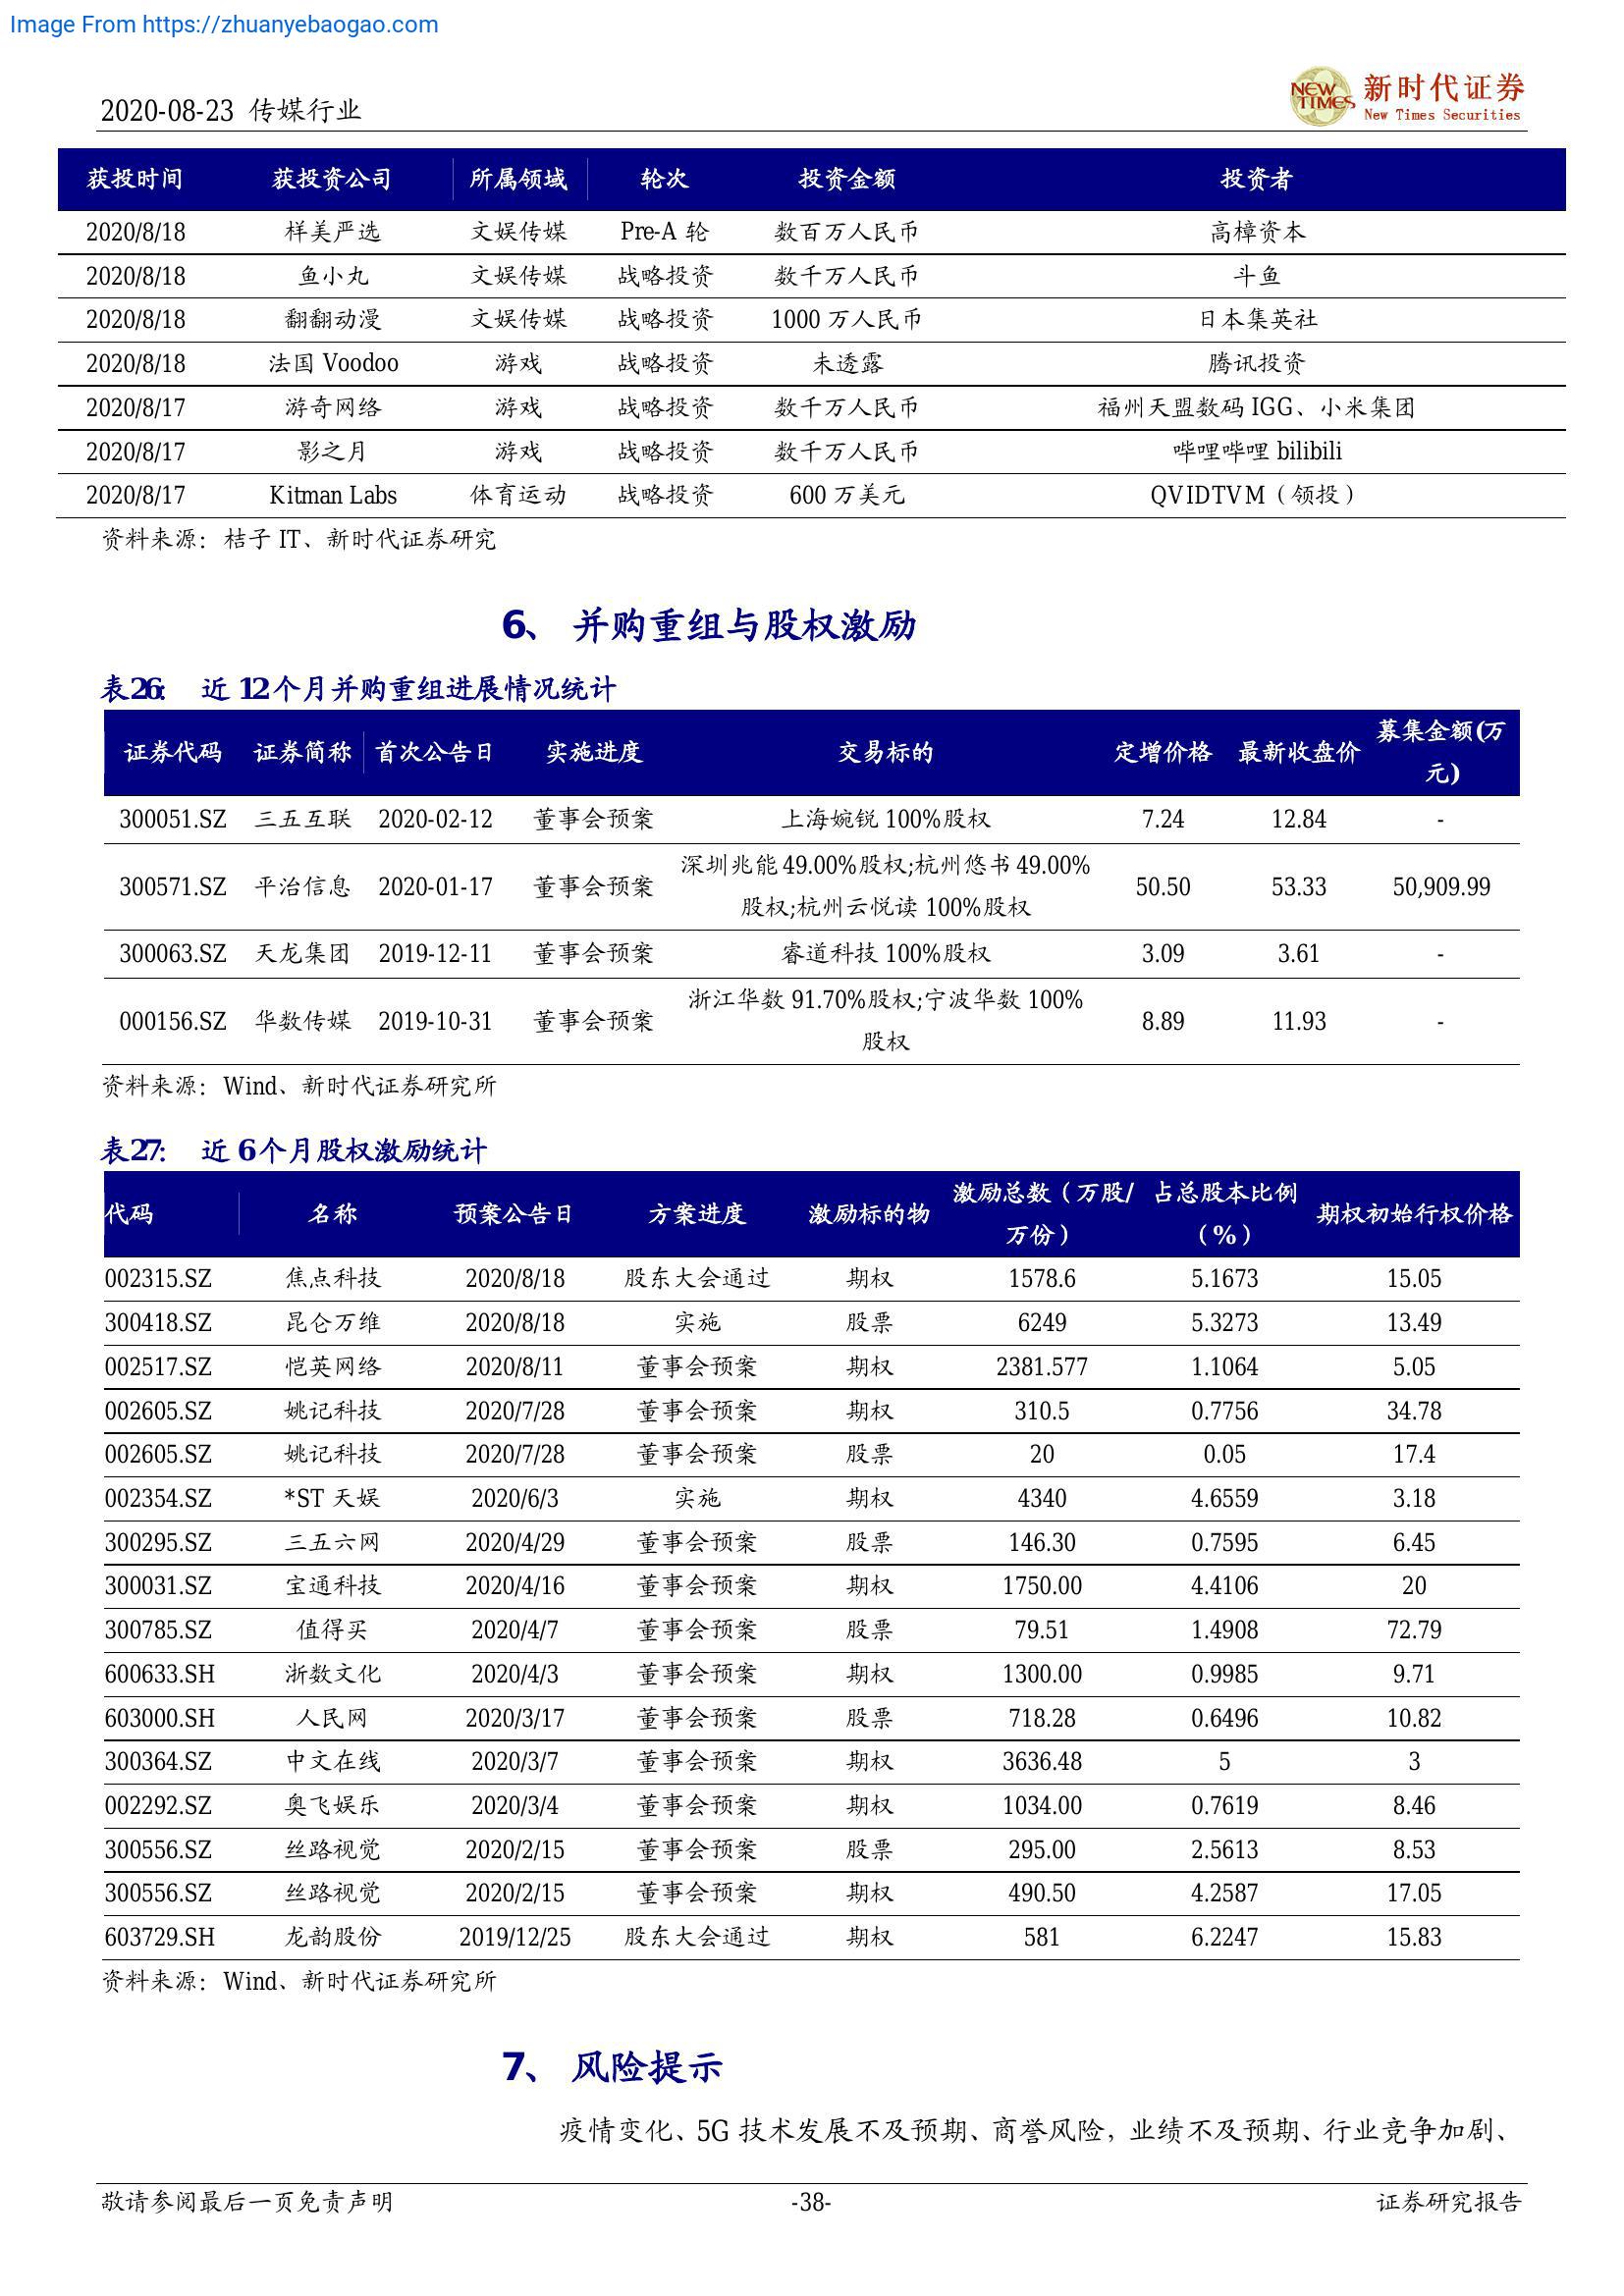 Image From https://zhuanyebaogao.com
2020-08-23 传媒行业
NEW TIMES 新时代证券
New Times Securities
获投时间 获投资公司 所属领域 轮次 投资金额 投资者
2020/8/18 样美严选 文娱传媒 Pre-A 轮 数百万人民币 高樟资本
2020/8/18 鱼小丸 文娱传媒 战略投资 数千万人民币 斗鱼
2020/8/18 翻翻动漫 文娱传媒 战略投资 1000 万人民币 日本集英社
2020/8/18 法国 Voodoo 游戏 战略投资 未透露 腾讯投资
2020/8/17 游奇网络 游戏 战略投资 数千万人民币 福州天盟数码 IGG、小米集团
2020/8/17 影之月 游戏 战略投资 数千万人民币 哔哩哔哩 bilibili
2020/8/17 Kitman Labs 体育运动 战略投资 600 万美元 QVIDTVM（领投）
资料来源：桔子 IT、新时代证券研究
6、 并购重组与股权激励
表26： 近 12个月并购重组进展情况统计
证券代码 证券简称 首次公告日 实施进度 交易标的 定增价格 最新收盘价 募集金额(万
元)
300051.SZ 三五互联 2020-02-12 董事会预案 上海婉锐 100%股权 7.24 12.84 -
300571.SZ 平治信息 2020-01-17 董事会预案 深圳兆能49.00%股权;杭州悠书 49.00% 50.50 53.33 50,909.99
股权;杭州云悦读 100%股权
300063.SZ 天龙集团 2019-12-11 董事会预案 睿道科技 100%股权 3.09 3.61 -
000156.SZ 华数传媒 2019-10-31 董事会预案 浙江华数 91.70%股权;宁波华数 100% 8.89 11.93 -
股权
资料来源：Wind、新时代证券研究所
表27： 近 6个月股权激励统计
代码 名称 预案公告日 方案进度 激励标的物 激励总数（万股/ 占总股本比例 期权初始行权价格
万份） （%）
002315.SZ 焦点科技 2020/8/18 股东大会通过 期权 1578.6 5.1673 15.05
300418.SZ 昆仑万维 2020/8/18 实施 股票 6249 5.3273 13.49
002517.SZ 恺英网络 2020/8/11 董事会预案 期权 2381.577 1.1064 5.05
002605.SZ 姚记科技 2020/7/28 董事会预案 期权 310.5 0.7756 34.78
002605.SZ 姚记科技 2020/7/28 董事会预案 股票 20 0.05 17.4
002354.SZ *ST 天娱 2020/6/3 实施 期权 4340 4.6559 3.18
300295.SZ 三五六网 2020/4/29 董事会预案 股票 146.30 0.7595 6.45
300031.SZ 宝通科技 2020/4/16 董事会预案 期权 1750.00 4.4106 20
300785.SZ 值得买 2020/4/7 董事会预案 股票 79.51 1.4908 72.79
600633.SH 浙数文化 2020/4/3 董事会预案 期权 1300.00 0.9985 9.71
603000.SH 人民网 2020/3/17 董事会预案 股票 718.28 0.6496 10.82
300364.SZ 中文在线 2020/3/7 董事会预案 期权 3636.48 5 3
002292.SZ 奥飞娱乐 2020/3/4 董事会预案 期权 1034.00 0.7619 8.46
300556.SZ 丝路视觉 2020/2/15 董事会预案 股票 295.00 2.5613 8.53
300556.SZ 丝路视觉 2020/2/15 董事会预案 期权 490.50 4.2587 17.05
603729.SH 龙韵股份 2019/12/25 股东大会通过 期权 581 6.2247 15.83
资料来源：Wind、新时代证券研究所
7、 风险提示
疫情变化、5G 技术发展不及预期、商誉风险，业绩不及预期、行业竞争加剧、
敬请参阅最后一页免责声明 -38- 证券研究报告